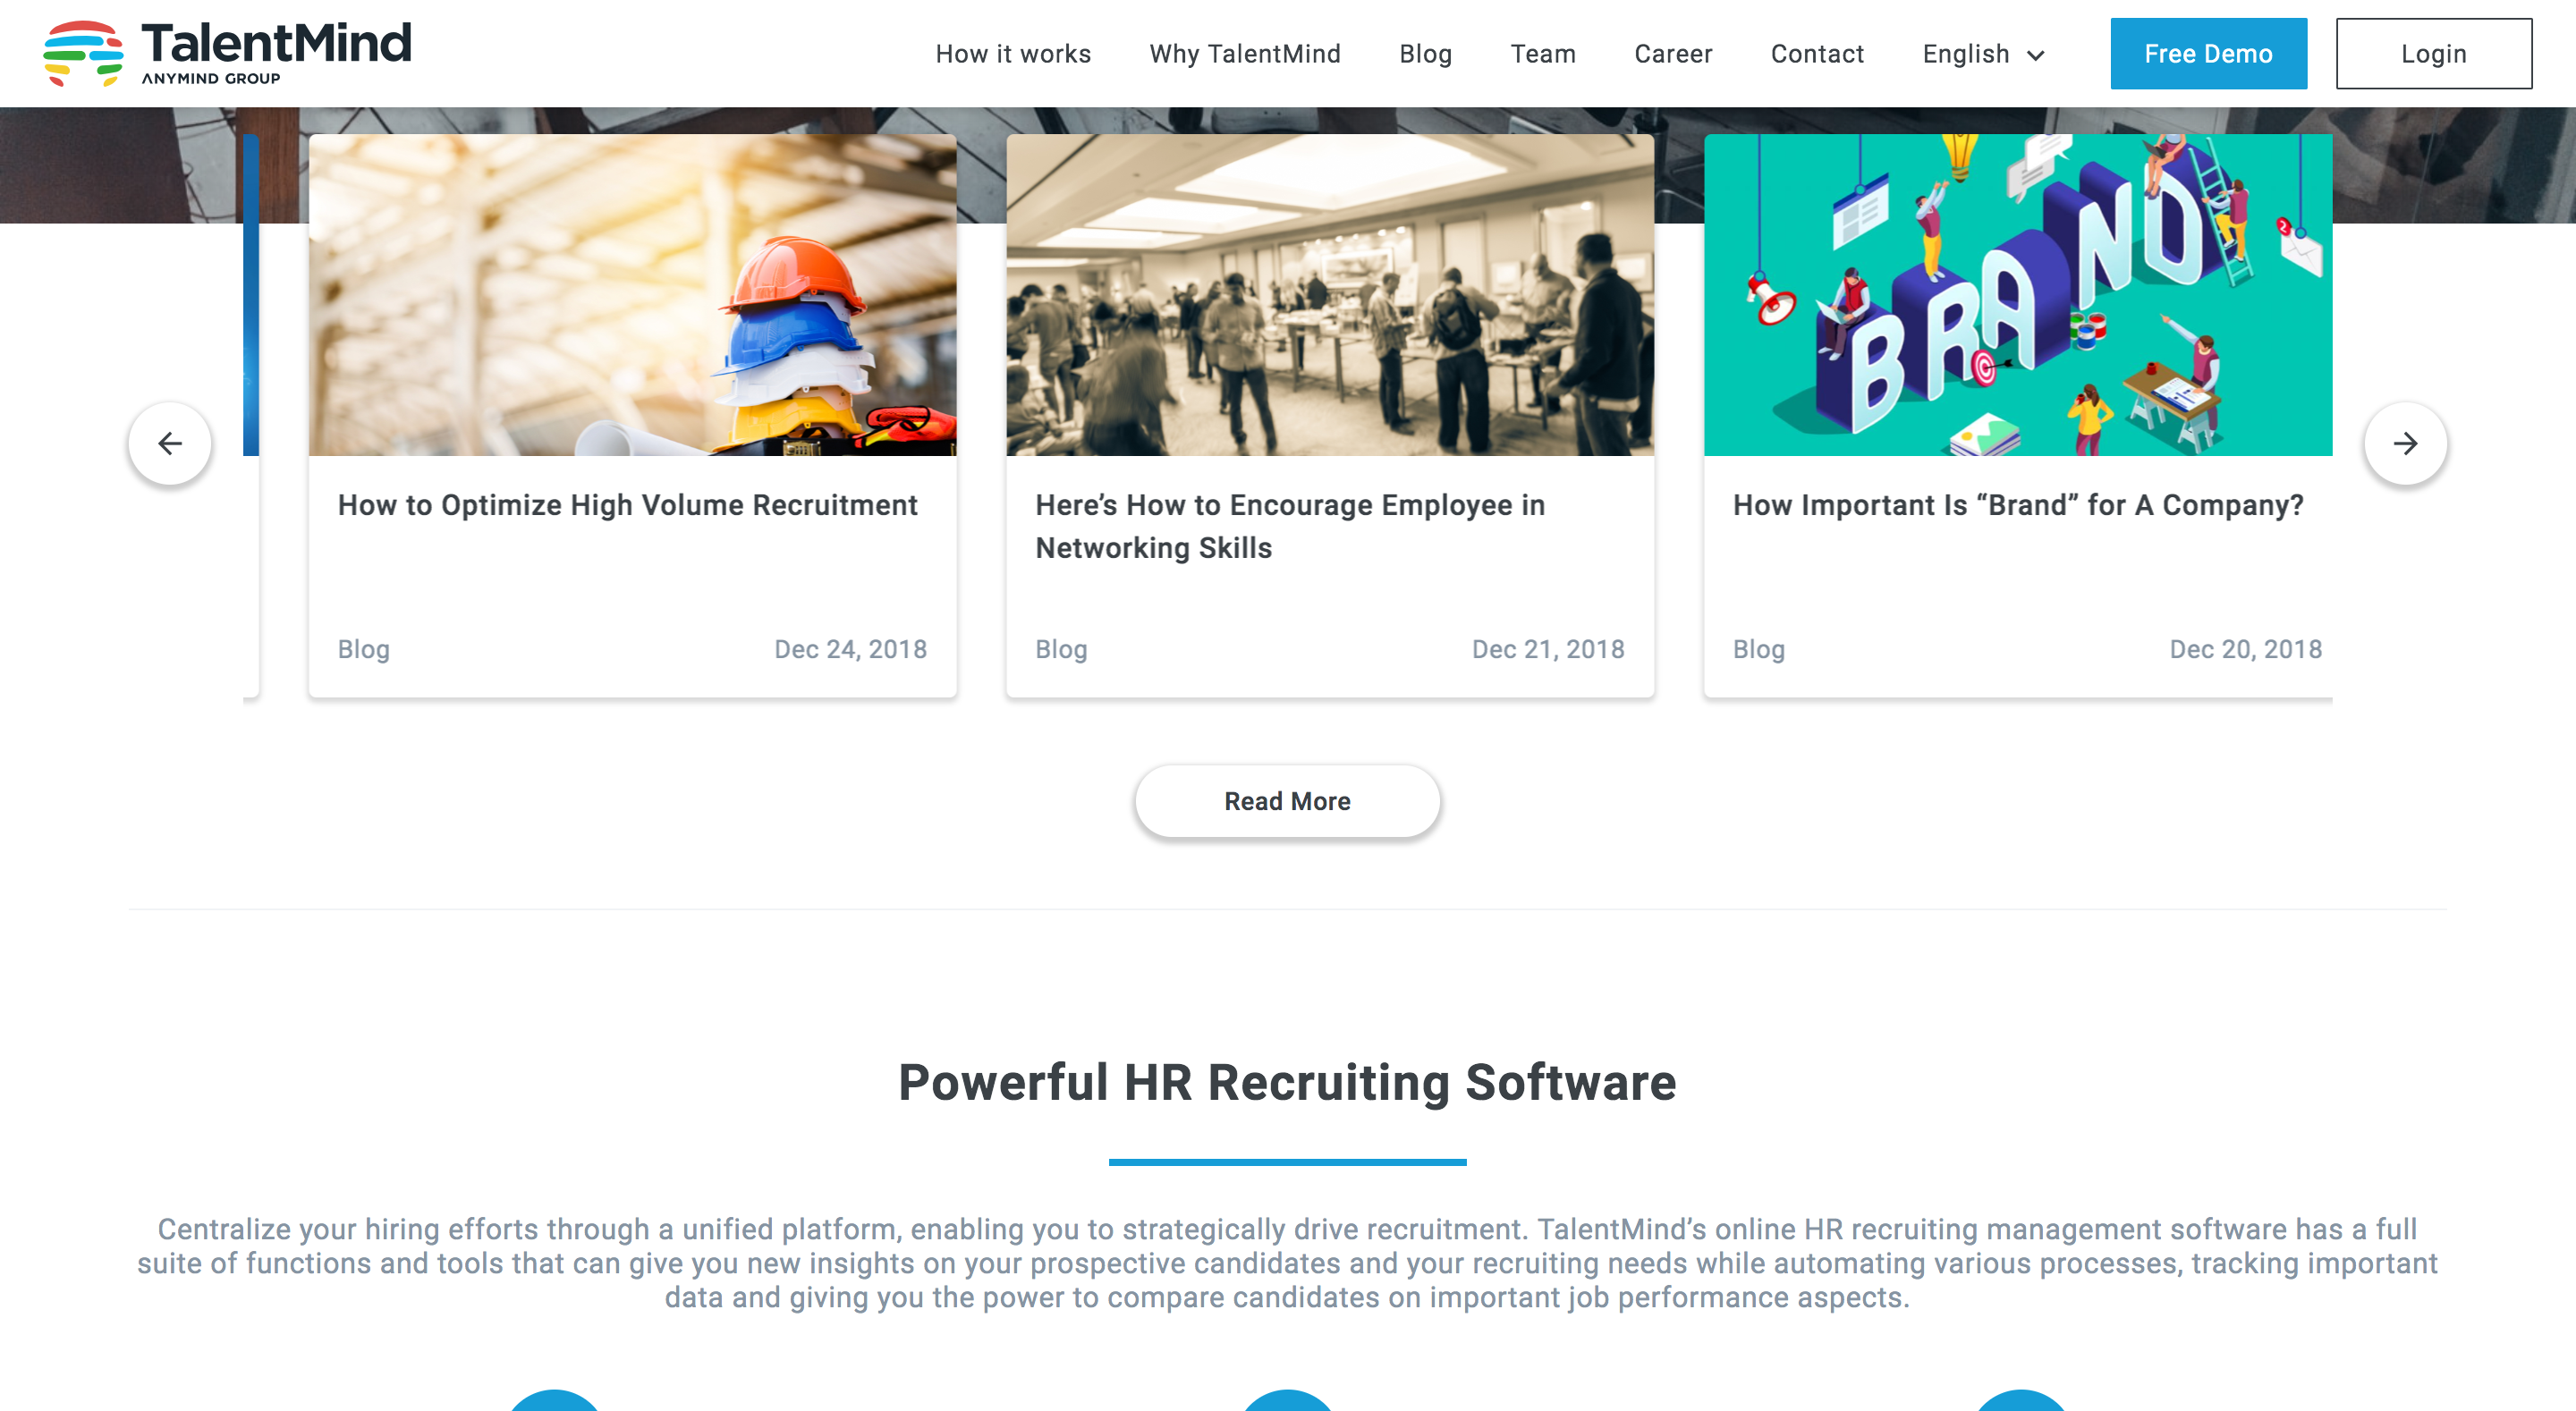 TalentMind
ANYMIND GROUP
How it works
Why TalentMind
Blog
Team
Career
Contact
English
Free Demo
Login
BRAND
2
How to Optimize High Volume Recruitment
Blog
Dec 24, 2018
Here’s How to Encourage Employee in
Networking Skills
Blog
Dec 21, 2018
How Important Is “Brand” for A Company?
Blog
Dec 20, 2018
Read More
Powerful HR Recruiting Software
Centralize your hiring efforts through a unified platform, enabling you to strategically drive recruitment. TalentMind’s online HR recruiting management software has a full
suite of functions and tools that can give you new insights on your prospective candidates and your recruiting needs while automating various processes, tracking important
data and giving you the power to compare candidates on important job performance aspects.